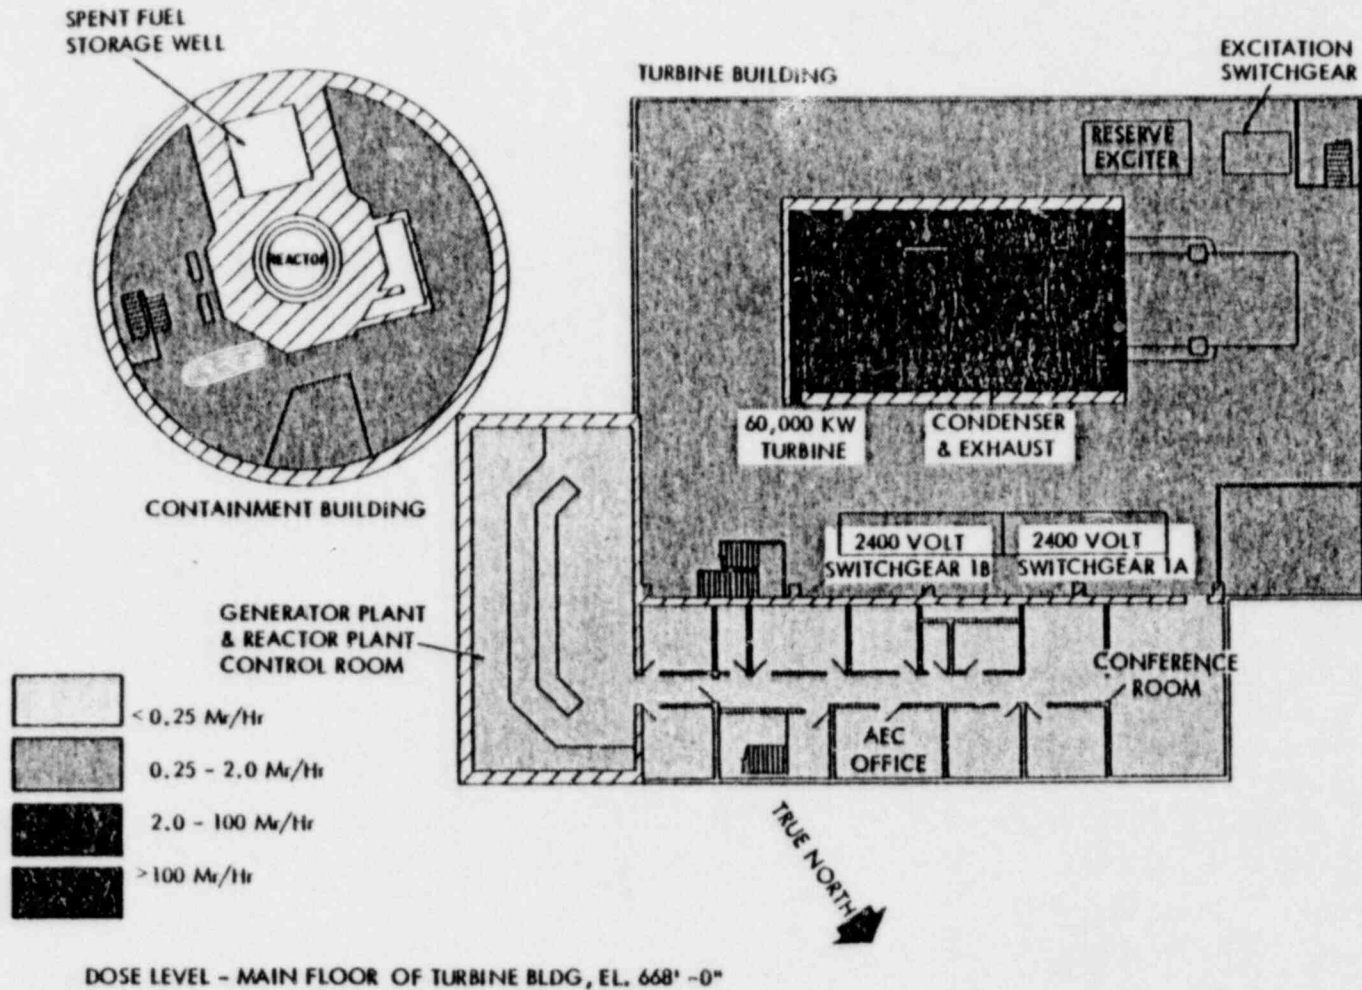 SPENT FUEL
STORAGE WELL
TURBINE BUILDING
EXCITATION
SWITCHGEAR
RESERVE
EXCITER
REACTOR
60,000 KW
TURBINE
CONDENSER
& EXHAUST
CONTAINMENT BUILDING
2400 VOLT
SWITCHGEAR 1B
2400 VOLT
SWITCHGEAR 1A
GENERATOR PLANT
& REACTOR PLANT
CONTROL ROOM
CONFERENCE
ROOM
AEC
OFFICE
< 0.25 Mr/Hr
0.25 - 2.0 Mr/Hr
2.0 - 100 Mr/Hr
>100 Mr/Hr
TRUE NORTH
DOSE LEVEL - MAIN FLOOR OF TURBINE BLDG, EL. 668' -0"